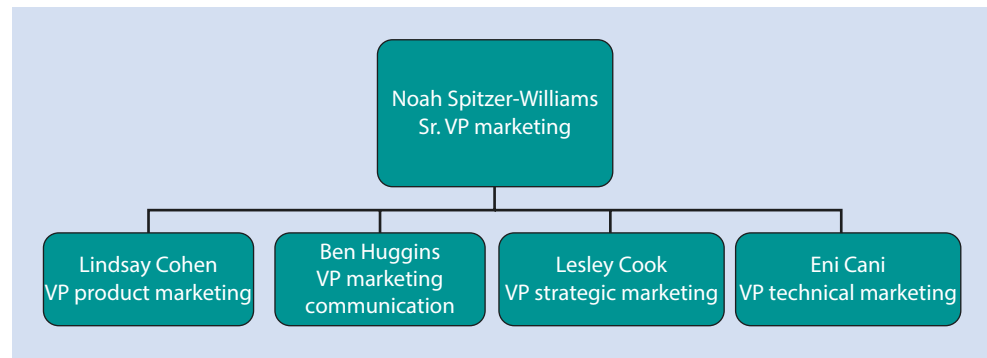 Noah Spitzer-Williams
Sr. VP marketing
Lindsay Cohen
VP product marketing
Ben Huggins
VP marketing
communication
Lesley Cook
VP strategic marketing
Eni Cani
VP technical marketing